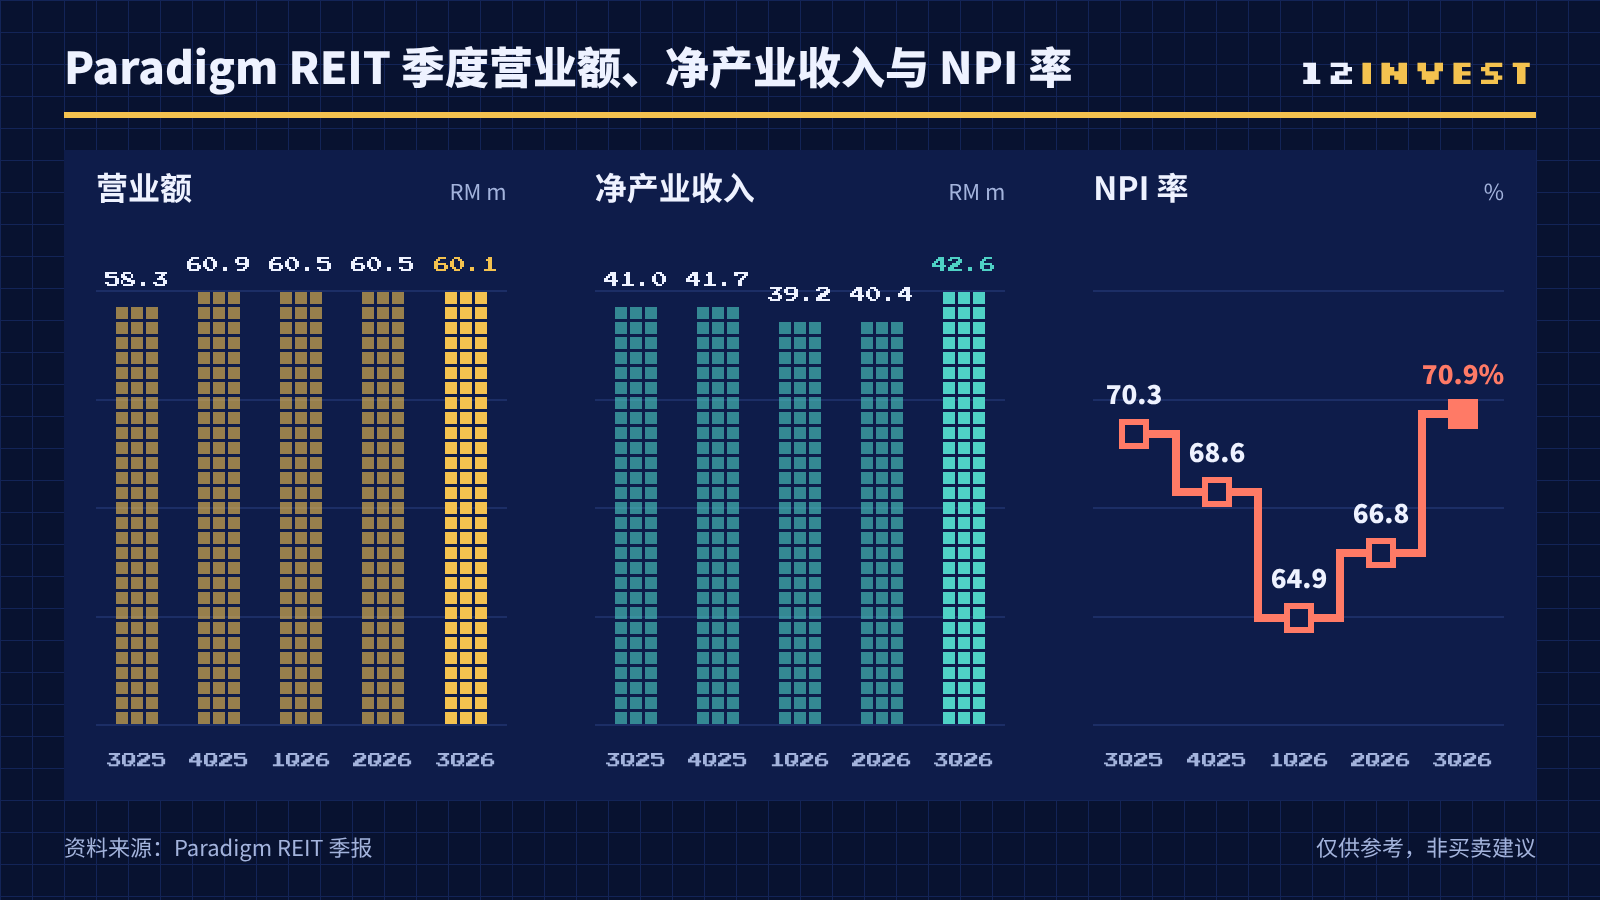 Paradigm REIT 季度营业额、净产业收入与 NPI 率
12INVEST
营业额 RM m
58.3 60.9 60.5 60.5 60.1
3Q25 4Q25 1Q26 2Q26 3Q26
净产业收入 RM m
41.0 41.7 39.2 40.4 42.6
3Q25 4Q25 1Q26 2Q26 3Q26
NPI 率 %
70.3 68.6 64.9 66.8 70.9%
3Q25 4Q25 1Q26 2Q26 3Q26
资料来源：Paradigm REIT 季报
仅供参考，非买卖建议